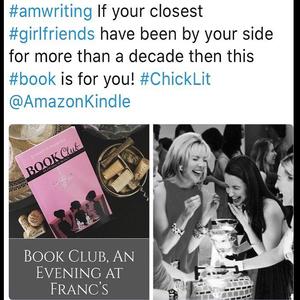 #amwriting If your closest
#girlfriends have been by your side
for more than a decade then this
#book is for you! #ChickLit
@AmazonKindle
BOOK Club
BOOK CLUB, AN
EVENING AT
FRANC'S